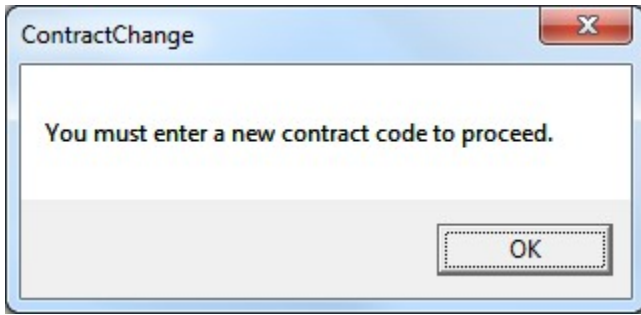 ContractChange
You must enter a new contract code to proceed.
OK